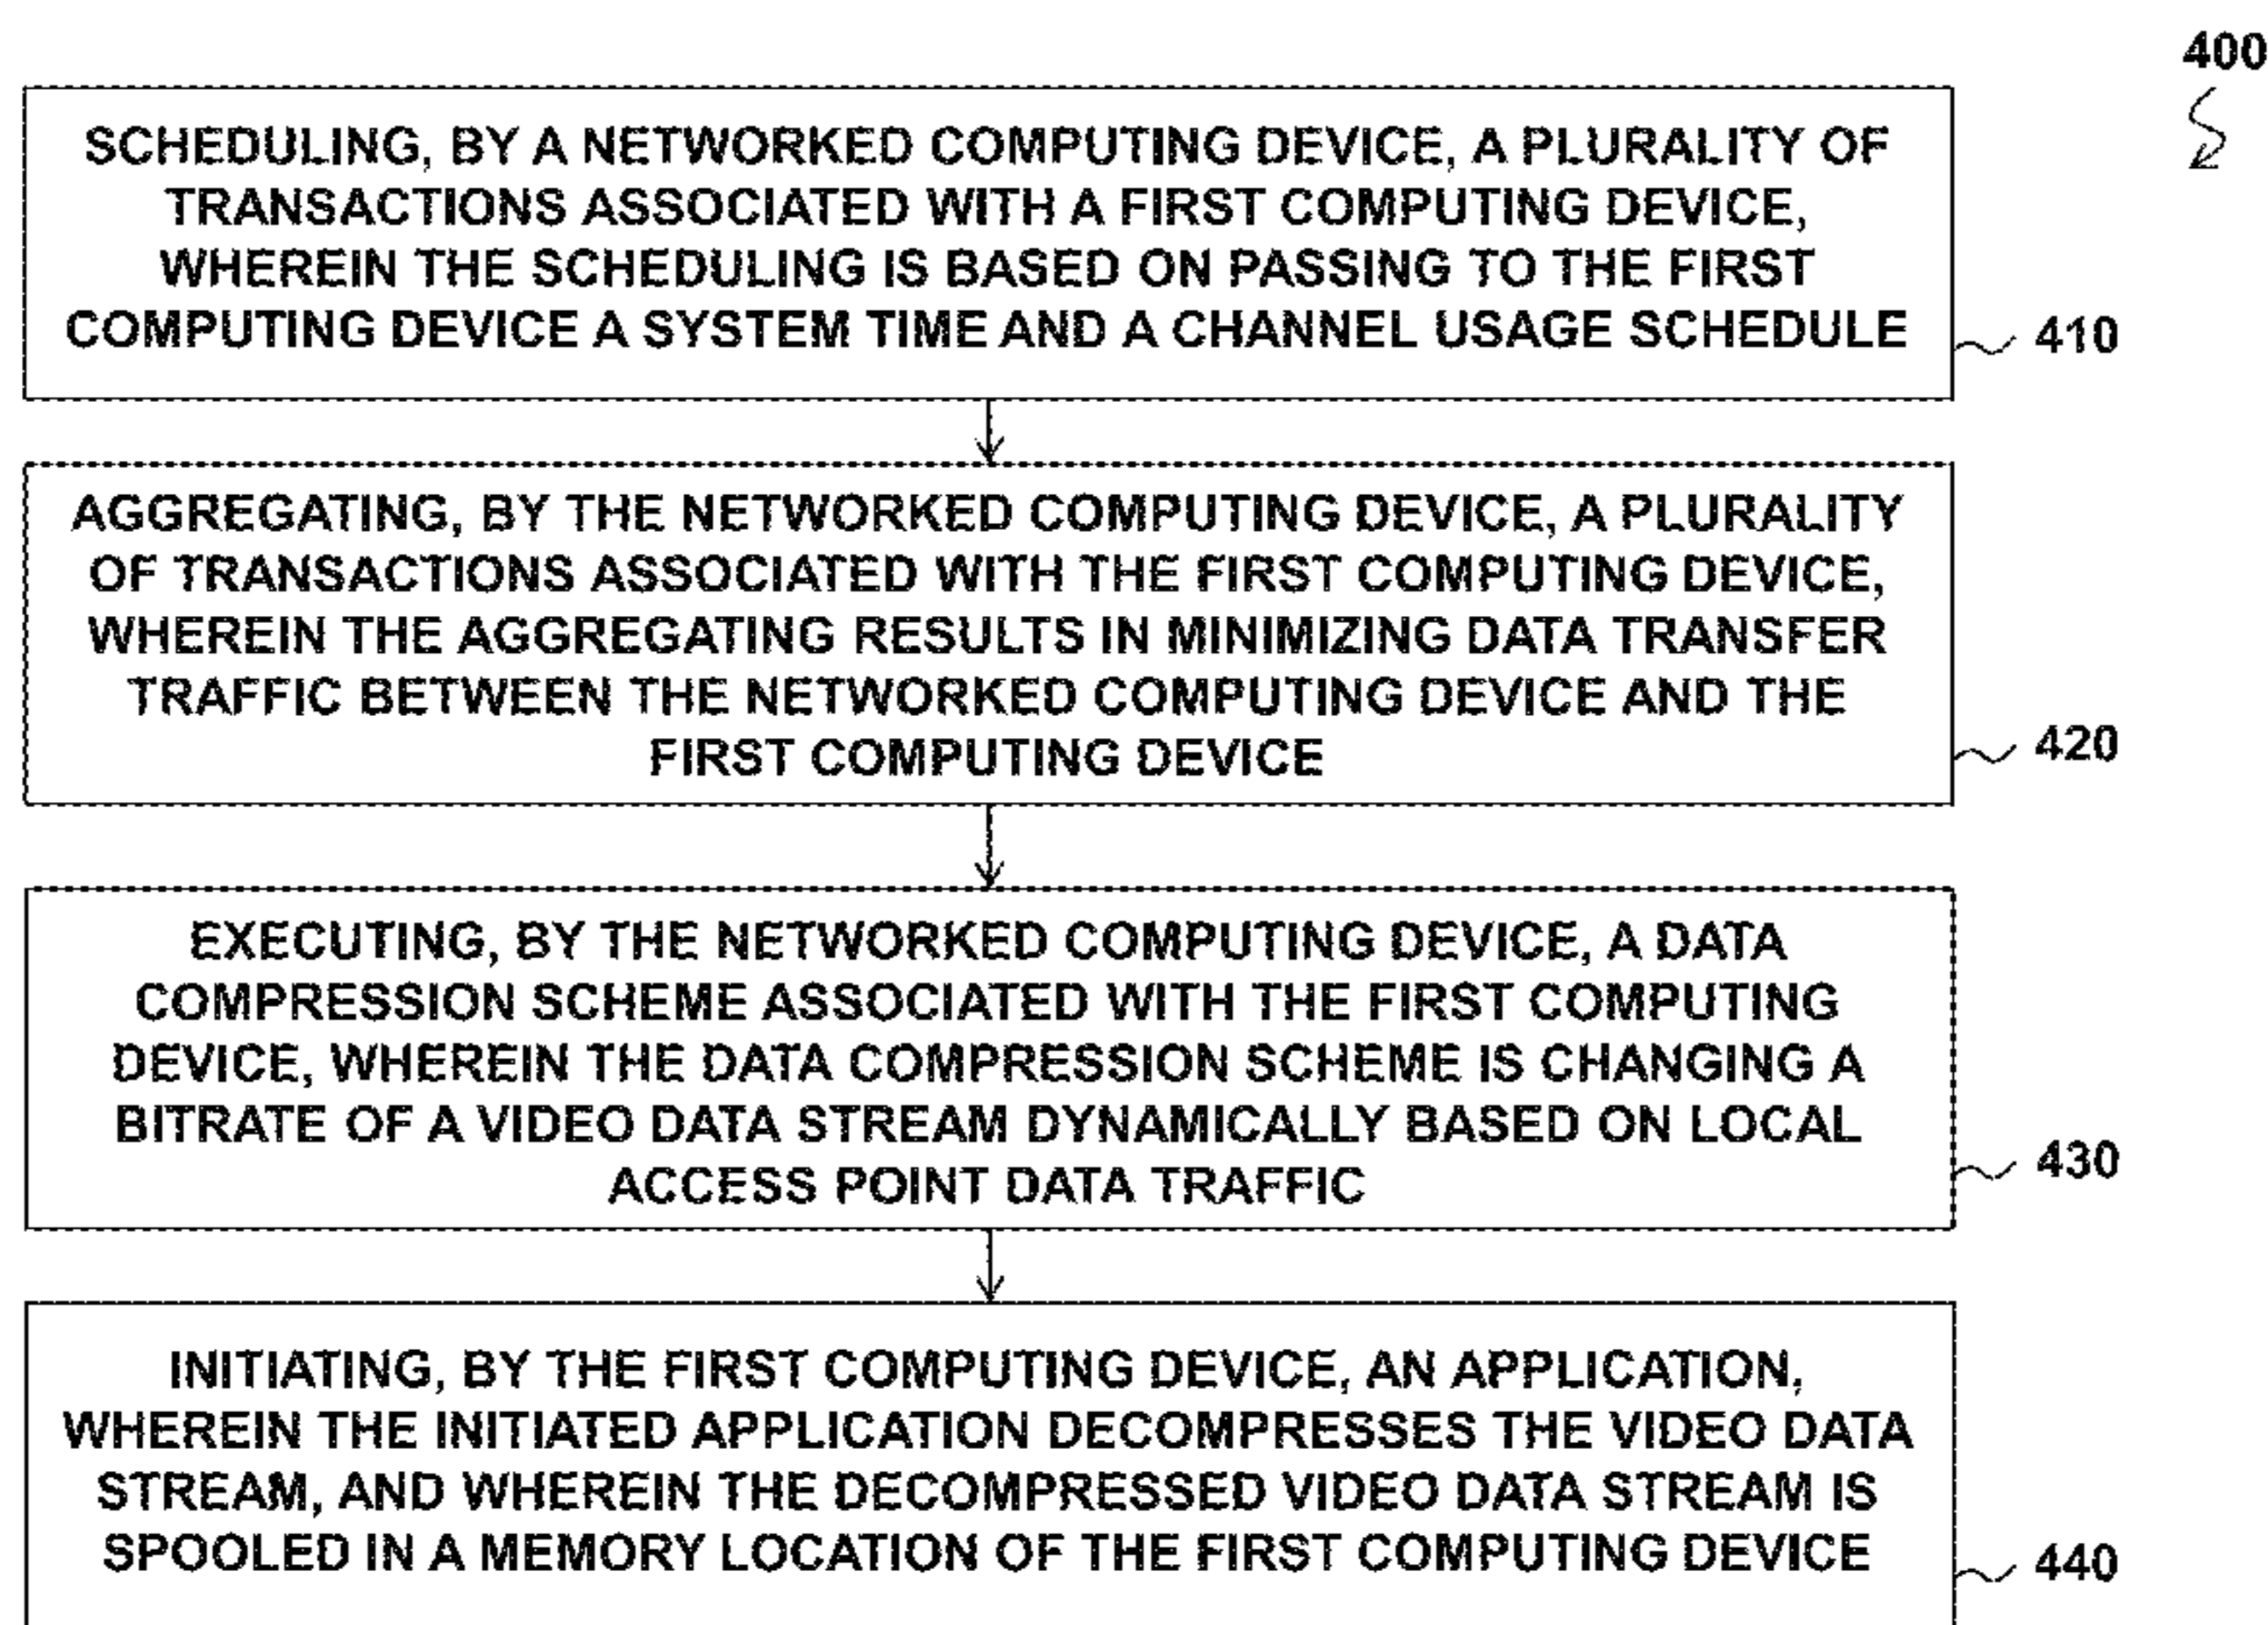 400
SCHEDULING, BY A NETWORKED COMPUTING DEVICE, A PLURALITY OF
TRANSACTIONS ASSOCIATED WITH A FIRST COMPUTING DEVICE,
WHEREIN THE SCHEDULING IS BASED ON PASSING TO THE FIRST
COMPUTING DEVICE A SYSTEM TIME AND A CHANNEL USAGE SCHEDULE
410
AGGREGATING, BY THE NETWORKED COMPUTING DEVICE, A PLURALITY
OF TRANSACTIONS ASSOCIATED WITH THE FIRST COMPUTING DEVICE,
WHEREIN THE AGGREGATING RESULTS IN MINIMIZING DATA TRANSFER
TRAFFIC BETWEEN THE NETWORKED COMPUTING DEVICE AND THE
FIRST COMPUTING DEVICE
420
EXECUTING, BY THE NETWORKED COMPUTING DEVICE, A DATA
COMPRESSION SCHEME ASSOCIATED WITH THE FIRST COMPUTING
DEVICE, WHEREIN THE DATA COMPRESSION SCHEME IS CHANGING A
BITRATE OF A VIDEO DATA STREAM DYNAMICALLY BASED ON LOCAL
ACCESS POINT DATA TRAFFIC
430
INITIATING, BY THE FIRST COMPUTING DEVICE, AN APPLICATION,
WHEREIN THE INITIATED APPLICATION DECOMPRESSES THE VIDEO DATA
STREAM, AND WHEREIN THE DECOMPRESSED VIDEO DATA STREAM IS
SPOOLED IN A MEMORY LOCATION OF THE FIRST COMPUTING DEVICE
440